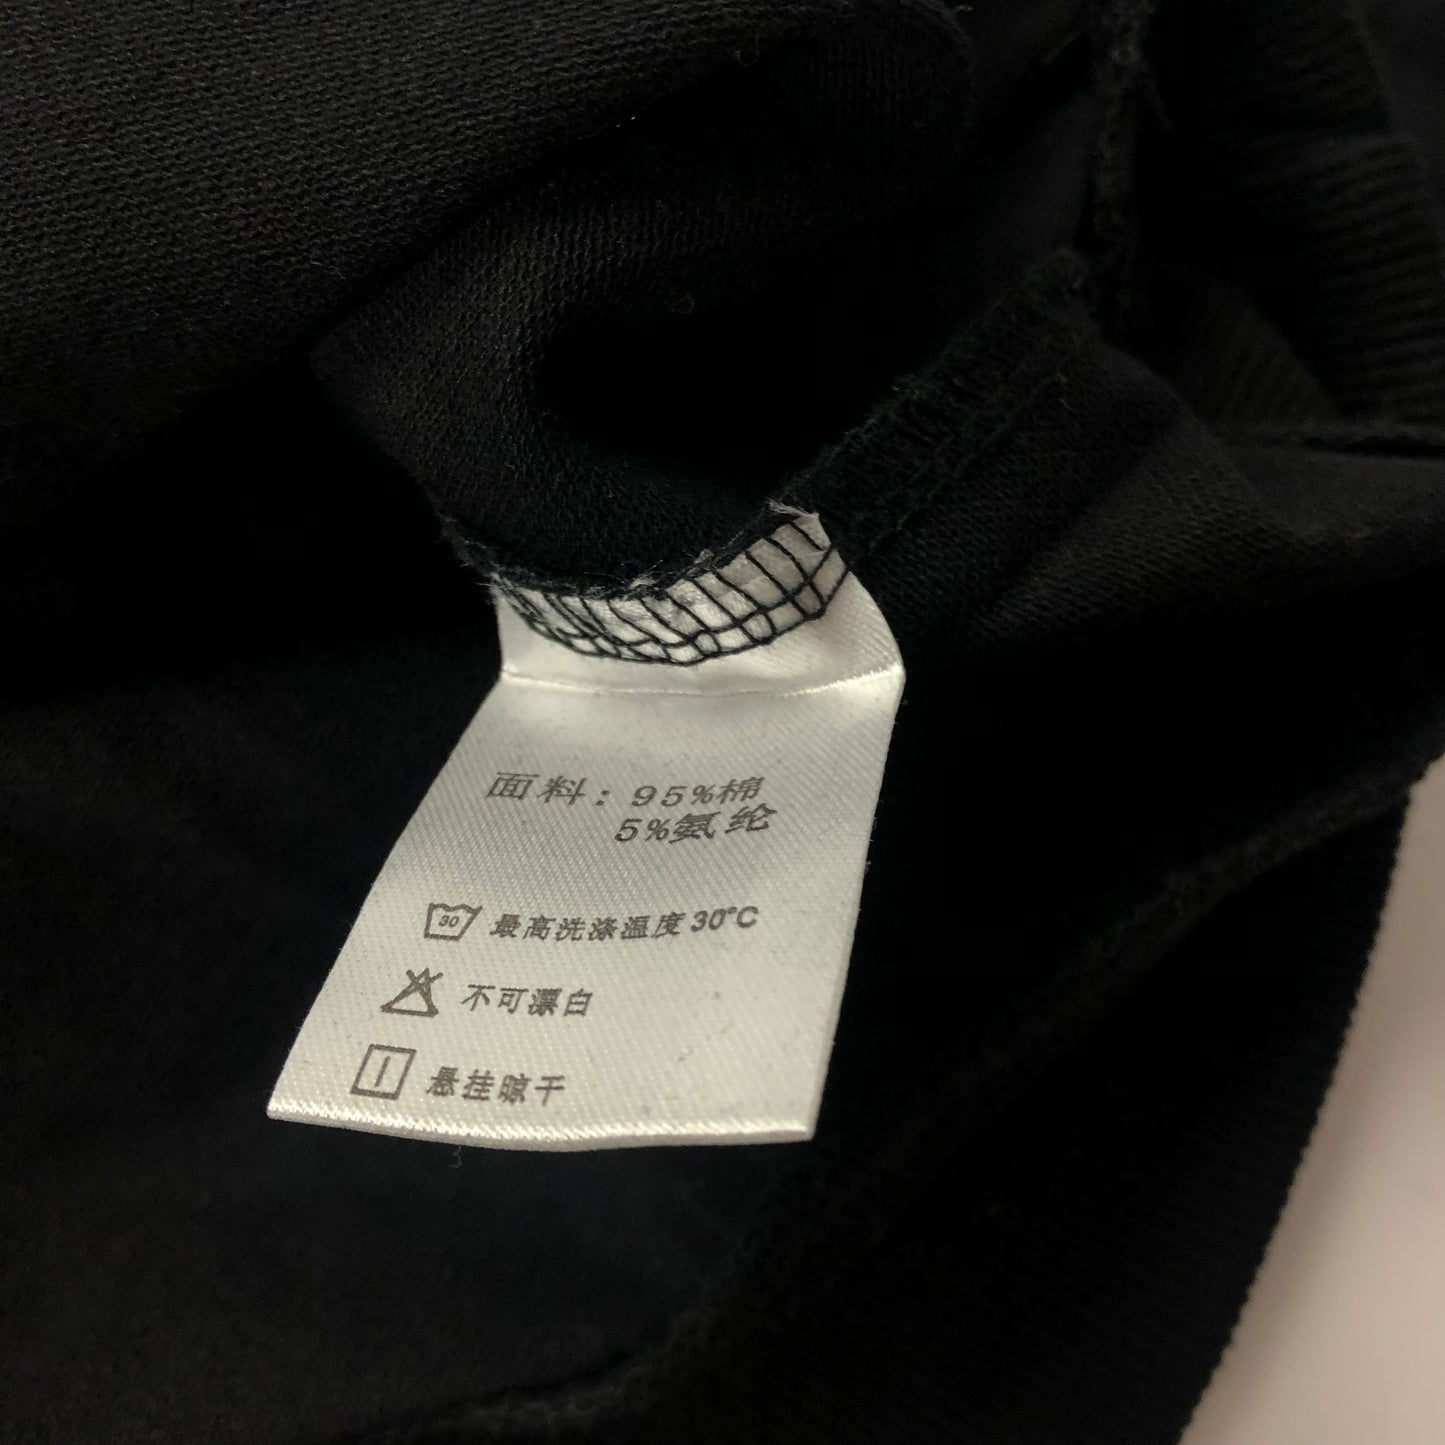 面料：95%棉
5%氨纶
30 最高洗涤温度30℃
不可漂白
悬挂晾干